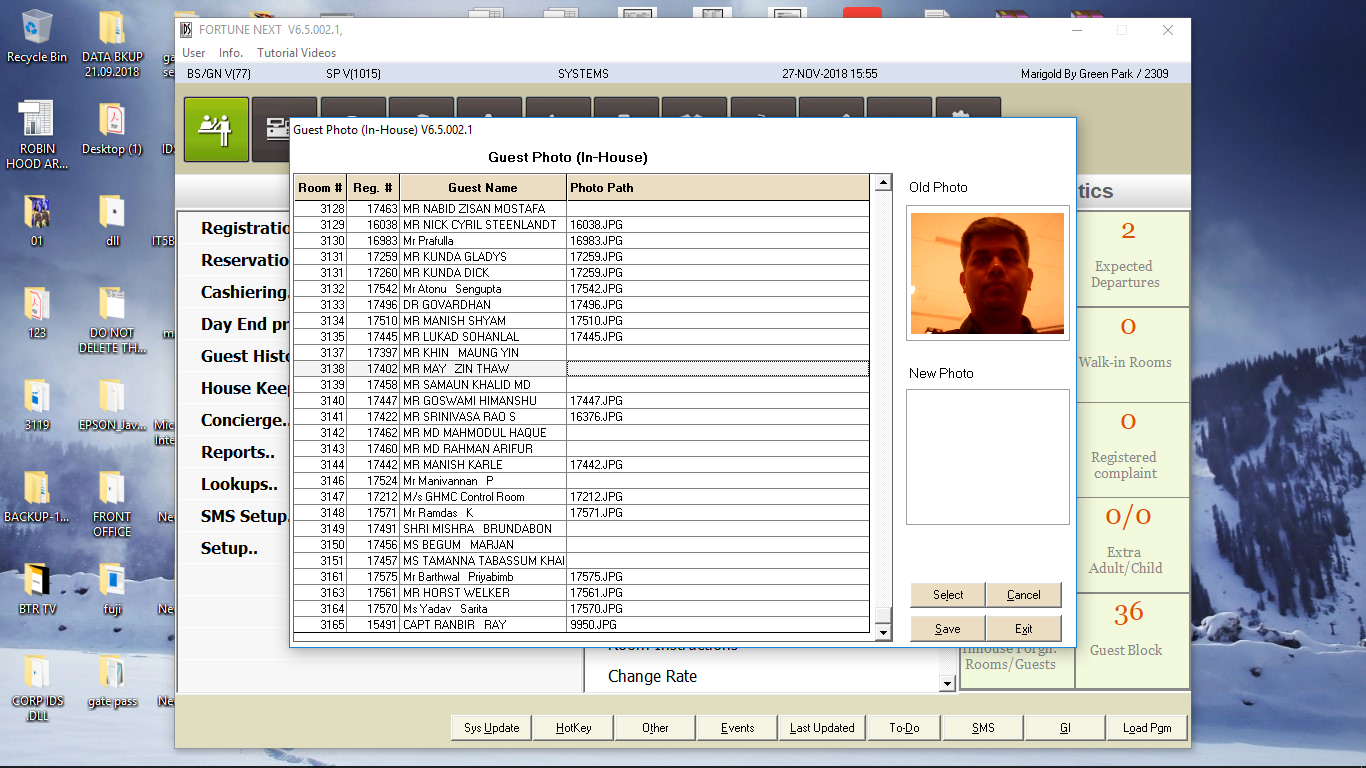 Recycle Bin
DATA BKUP
21.09.2018
ROBIN
HOOD AR...
Desktop (1)
01
dll
IT5B
123
DO NOT
DELETE TH...
3119
EPSON_Jav...
Mic
Inte
BACKUP-1...
FRONT
OFFICE
Ne
BTR TV
fuji
Ne
CORP IDS
.DLL
gate pass
Ne
IDS FORTUNE NEXT V6.5.002.1,
User Info. Tutorial Videos
BS/GN V(77) SP V(1015) SYSTEMS 27-NOV-2018 15:55 Marigold By Green Park / 2309
Registratio
Reservatio
Cashiering.
Day End pr
Guest Histo
House Keep
Concierge..
Reports..
Lookups..
SMS Setup.
Setup..
Guest Photo (In-House) V6.5.002.1
Guest Photo (In-House)
Room # Reg. # Guest Name Photo Path
3128 17463 MR NABID ZISAN MOSTAFA
3129 16038 MR NICK CYRIL STEENLANDT 16038.JPG
3130 16983 Mr Prafulla 16983.JPG
3131 17259 MR KUNDA GLADYS 17259.JPG
3131 17260 MR KUNDA DICK 17259.JPG
3132 17542 Mr Atonu Sengupta 17542.JPG
3133 17496 DR GOVARDHAN 17496.JPG
3134 17510 MR MANISH SHYAM 17510.JPG
3135 17445 MR LUKAD SOHANLAL 17445.JPG
3137 17397 MR KHIN MAUNG YIN
3138 17402 MR MAY ZIN THAW
3139 17458 MR SAMAUN KHALID MD
3140 17447 MR GOSWAMI HIMANSHU 17447.JPG
3141 17422 MR SRINIVASA RAO S 16376.JPG
3142 17462 MR MD MAHMODUL HAQUE
3143 17460 MR MD RAHMAN ARIFUR
3144 17442 MR MANISH KARLE 17442.JPG
3146 17524 Mr Manivannan P
3147 17212 M/s GHMC Control Room 17212.JPG
3148 17571 Mr Ramdas K 17571.JPG
3149 17491 SHRI MISHRA BRUNDABON
3150 17456 MS BEGUM MARJAN
3151 17457 MS TAMANNA TABASSUM KHAI
3161 17575 Mr Barthwal Priyabimb 17575.JPG
3163 17561 MR HORST WELKER 17561.JPG
3164 17570 Ms Yadav Sarita 17570.JPG
3165 15491 CAPT RANBIR RAY 9950.JPG
Old Photo
New Photo
Select Cancel
Save Exit
tics
2
Expected
Departures
0
Walk-in Rooms
0
Registered
complaint
0/0
Extra
Adult/Child
36
Guest Block
Inhouse Forgn.
Rooms/Guests
Room Instructions
Change Rate
Sys Update HotKey Other Events Last Updated To-Do SMS GI Load Pgm